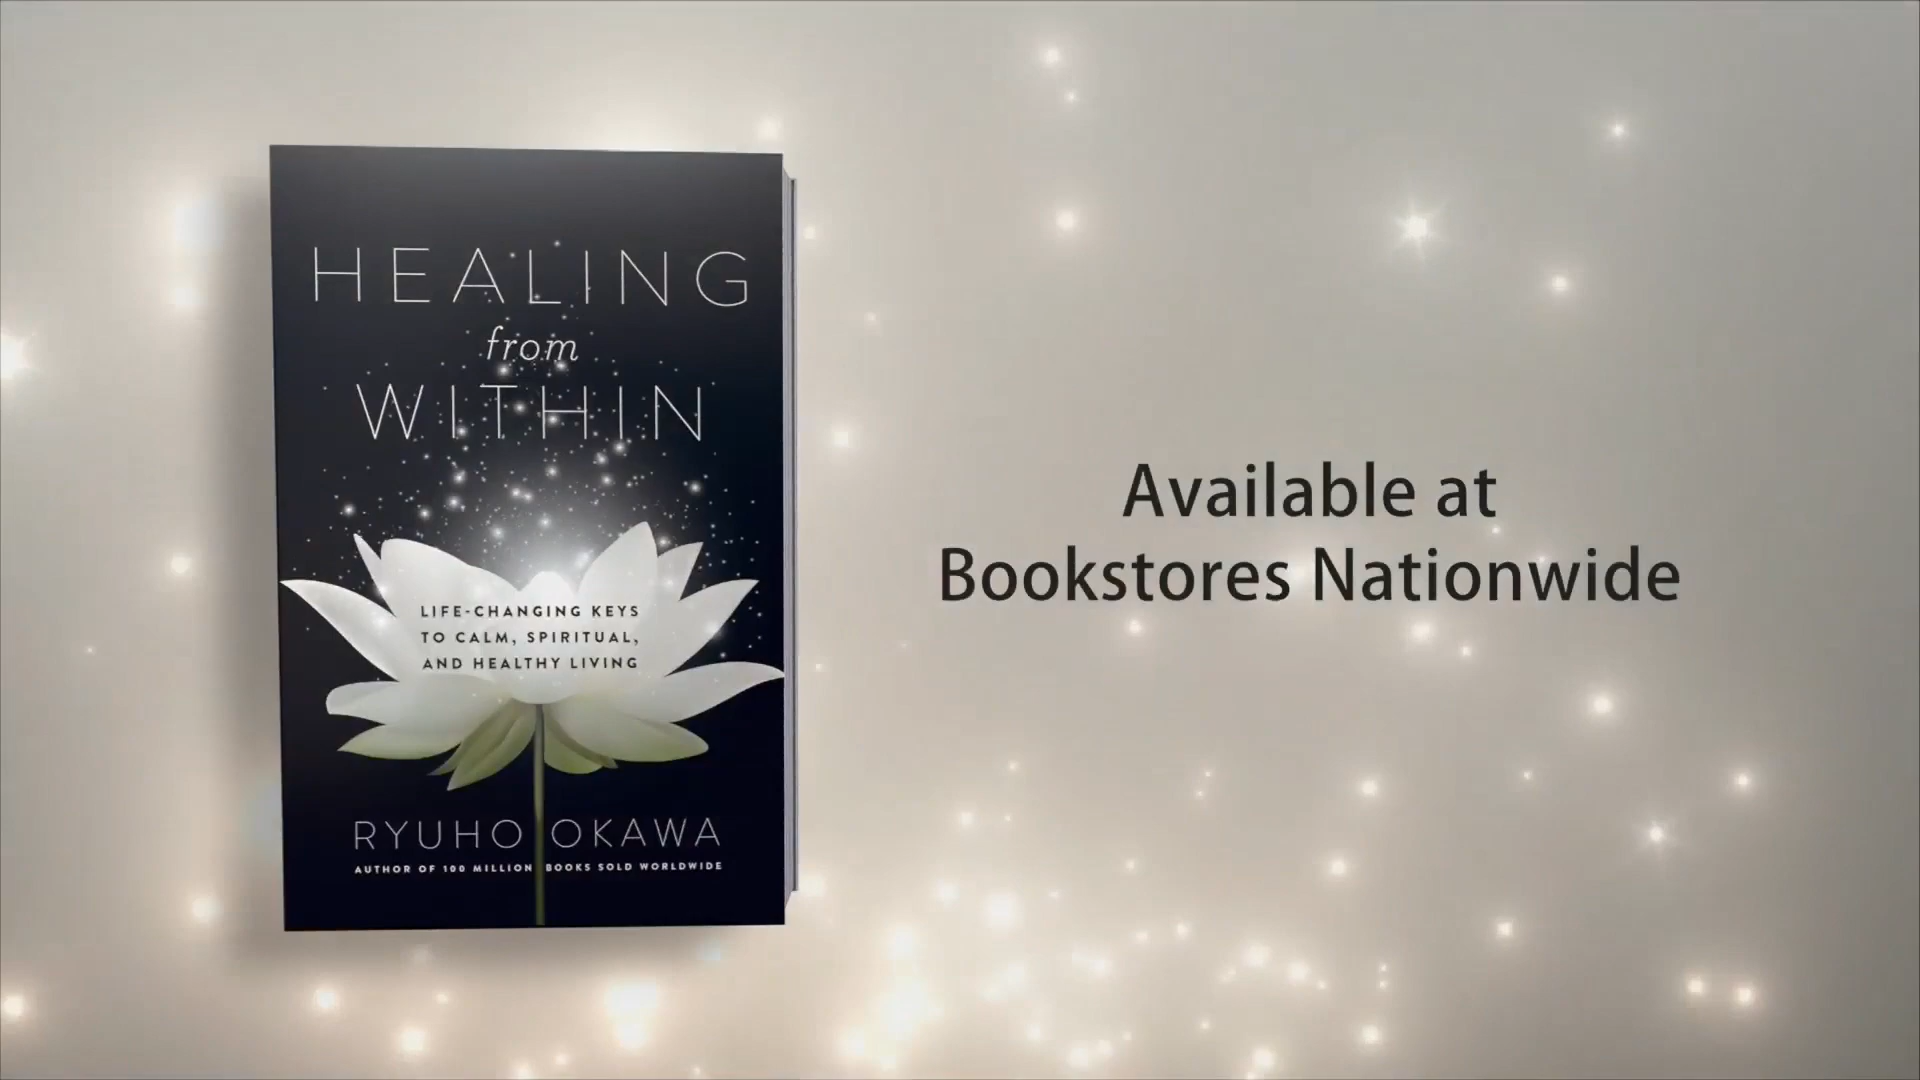 HEALING
from
WITHIN
LIFE-CHANGING KEYS
TO CALM, SPIRITUAL,
AND HEALTHY LIVING
RYUHO OKAWA
AUTHOR OF 100 MILLION BOOKS SOLD WORLDWIDE
Available at
Bookstores Nationwide